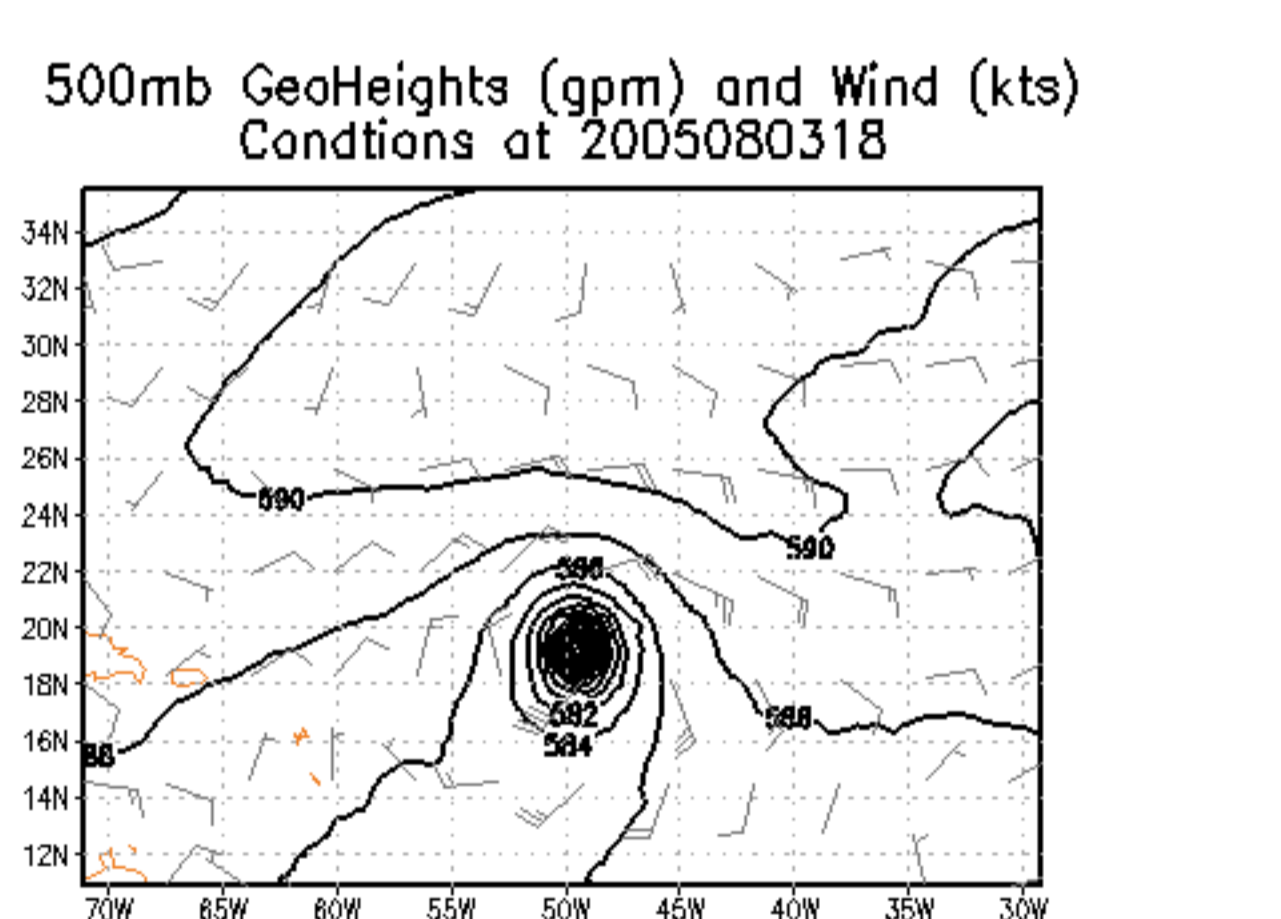 500mb GeoHeights (gpm) and Wind (kts)
Condtions at 2005080318
34N
32N
30N
28N
26N
590
24N
590
22N
586
20N
18N
582
588
16N
584
88
14N
12N
70W 65W 60W 55W 50W 45W 40W 35W 30W